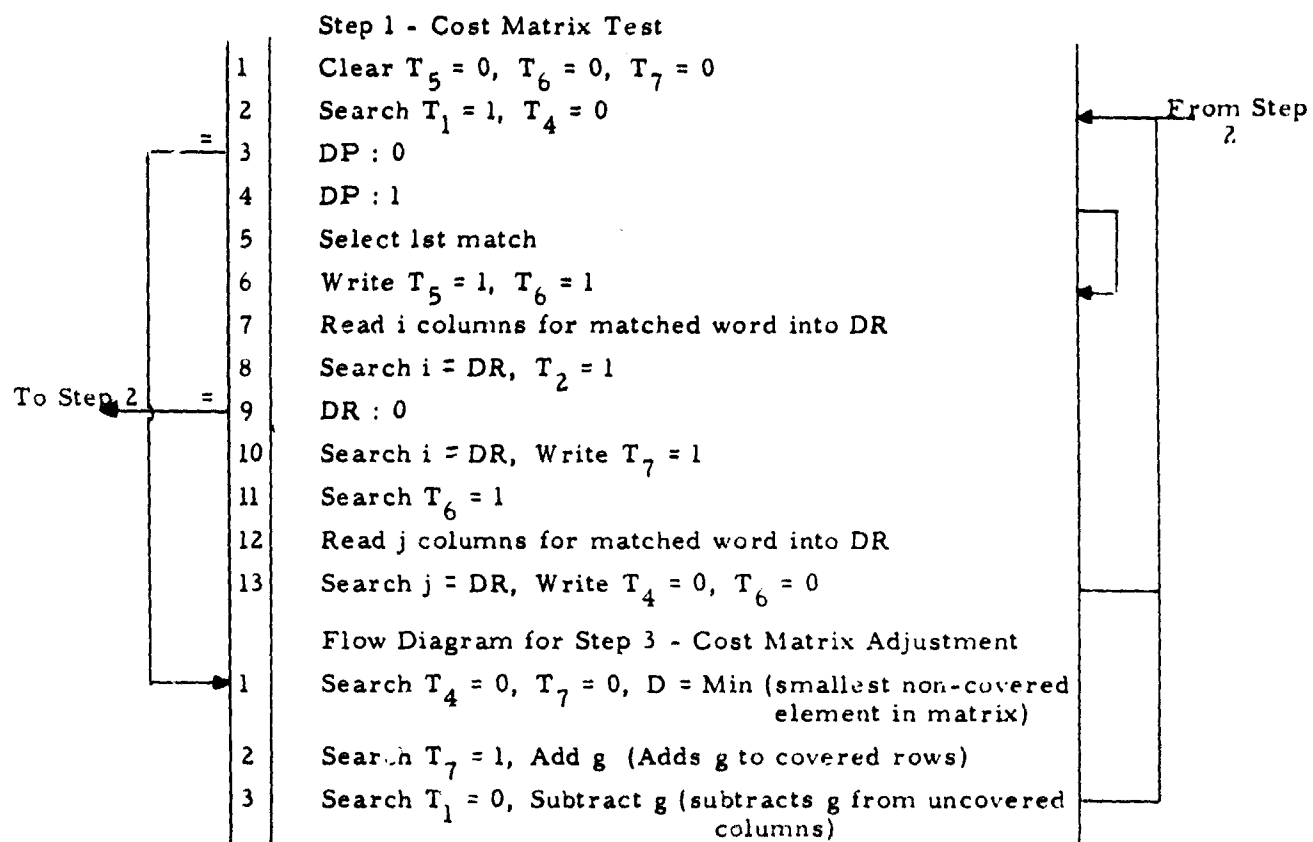 Step 1 - Cost Matrix Test
1 Clear T5 = 0, T6 = 0, T7 = 0
2 Search T1 = 1, T4 = 0
From Step 2
= 3 DP : 0
4 DP : 1
5 Select 1st match
6 Write T5 = 1, T6 = 1
7 Read i columns for matched word into DR
8 Search i = DR, T2 = 1
To Step 2 = 9 DR : 0
10 Search i = DR, Write T7 = 1
11 Search T6 = 1
12 Read j columns for matched word into DR
13 Search j = DR, Write T4 = 0, T6 = 0
Flow Diagram for Step 3 - Cost Matrix Adjustment
1 Search T4 = 0, T7 = 0, D = Min (smallest non-covered
element in matrix)
2 Search T7 = 1, Add g (Adds g to covered rows)
3 Search T1 = 0, Subtract g (subtracts g from uncovered
columns)